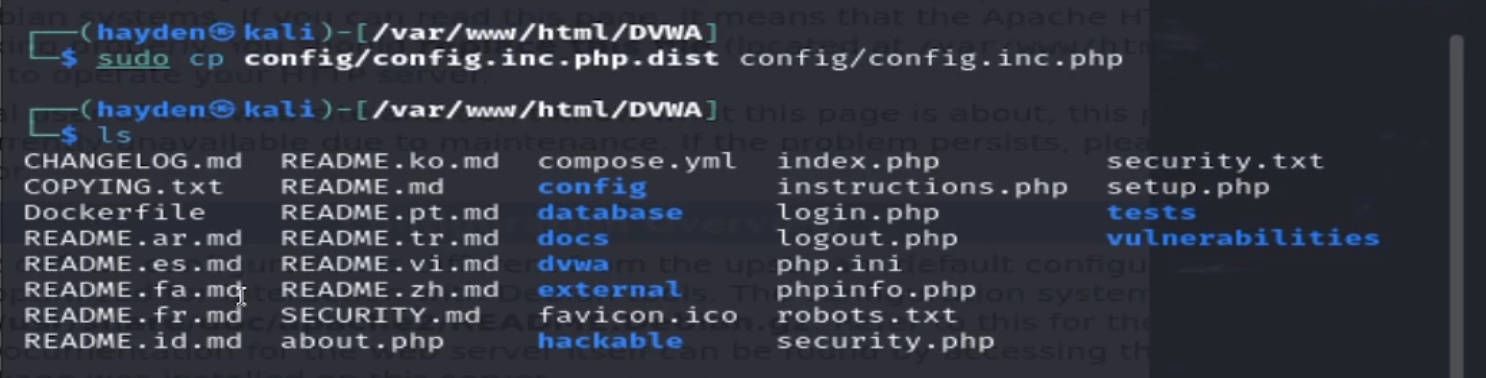 ┌──(hayden㉿kali)-[/var/www/html/DVWA]
└─$ sudo cp config/config.inc.php.dist config/config.inc.php
┌──(hayden㉿kali)-[/var/www/html/DVWA]
└─$ ls
CHANGELOG.md README.ko.md compose.yml index.php security.txt
COPYING.txt README.md config instructions.php setup.php
Dockerfile README.pt.md database login.php tests
README.ar.md README.tr.md docs logout.php vulnerabilities
README.es.md README.vi.md dvwa php.ini
README.fa.md README.zh.md external phpinfo.php
README.fr.md SECURITY.md favicon.ico robots.txt
README.id.md about.php hackable security.php